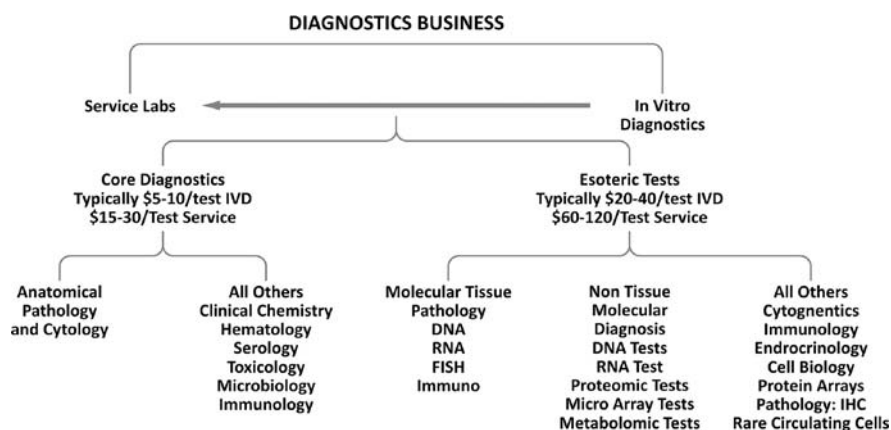 DIAGNOSTICS BUSINESS
Service Labs
In Vitro
Diagnostics
Core Diagnostics
Typically $5-10/test IVD
$15-30/Test Service
Esoteric Tests
Typically $20-40/test IVD
$60-120/Test Service
Anatomical
Pathology
and Cytology
All Others
Clinical Chemistry
Hematology
Serology
Toxicology
Microbiology
Immunology
Molecular Tissue
Pathology
DNA
RNA
FISH
Immuno
Non Tissue
Molecular
Diagnosis
DNA Tests
RNA Test
Proteomic Tests
Micro Array Tests
Metabolomic Tests
All Others
Cytognentics
Immunology
Endocrinology
Cell Biology
Protein Arrays
Pathology: IHC
Rare Circulating Cells